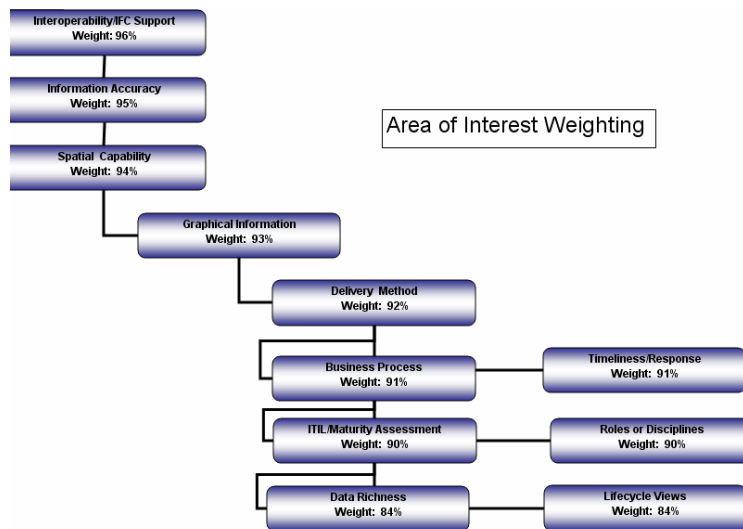 Interoperability/IFC Support
Weight: 96%
Information Accuracy
Weight: 95%
Area of Interest Weighting
Spatial Capability
Weight: 94%
Graphical Information
Weight: 93%
Delivery Method
Weight: 92%
Business Process
Weight: 91%
Timeliness/Response
Weight: 91%
ITIL/Maturity Assessment
Weight: 90%
Roles or Disciplines
Weight: 90%
Data Richness
Weight: 84%
Lifecycle Views
Weight: 84%